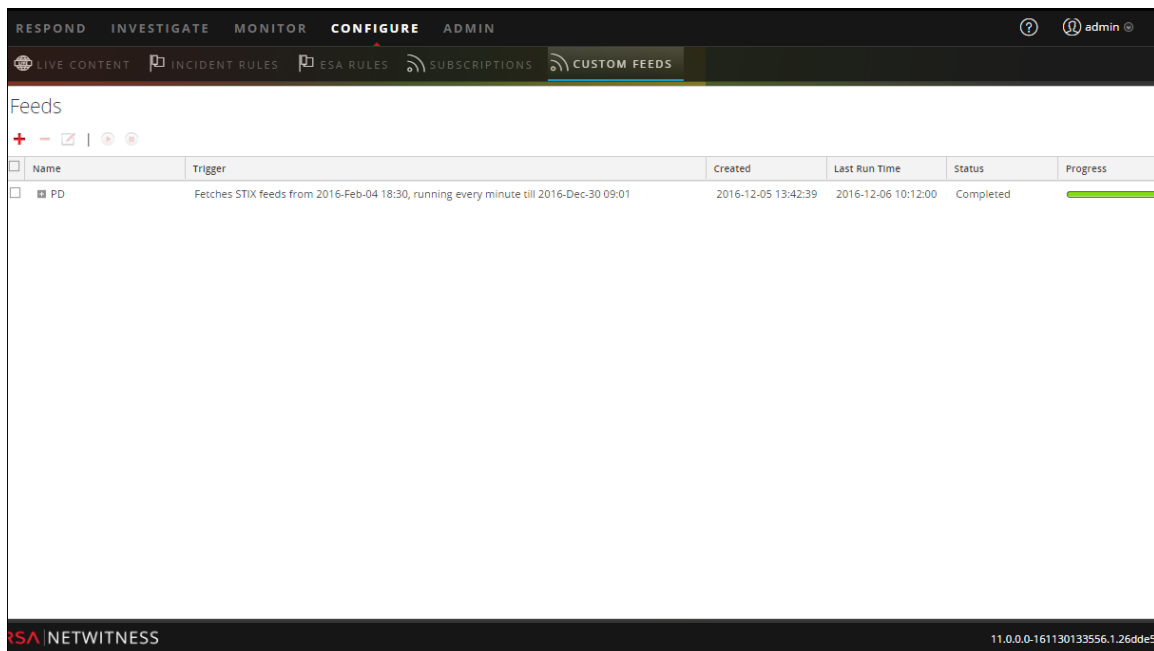 RESPOND INVESTIGATE MONITOR CONFIGURE ADMIN ? admin
LIVE CONTENT INCIDENT RULES ESA RULES SUBSCRIPTIONS CUSTOM FEEDS
Feeds
Name Trigger Created Last Run Time Status Progress
PD Fetches STIX feeds from 2016-Feb-04 18:30, running every minute till 2016-Dec-30 09:01 2016-12-05 13:42:39 2016-12-06 10:12:00 Completed
RSA NETWITNESS 11.0.0.0-161130133556.1.26dde5